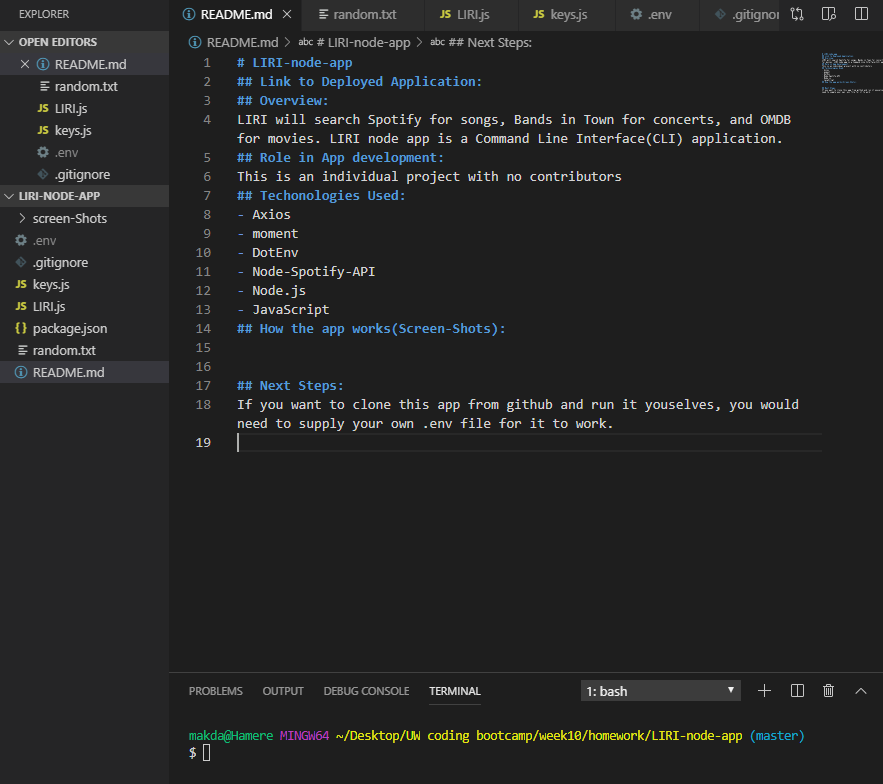 EXPLORER
OPEN EDITORS
README.md
random.txt
JS LIRI.js
JS keys.js
.env
.gitignore
LIRI-NODE-APP
screen-Shots
.env
.gitignore
JS keys.js
JS LIRI.js
{} package.json
random.txt
README.md
README.md random.txt JS LIRI.js JS keys.js .env .gitignor
README.md > abc # LIRI-node-app > abc ## Next Steps:
1 # LIRI-node-app
2 ## Link to Deployed Application:
3 ## Overview:
4 LIRI will search Spotify for songs, Bands in Town for concerts, and OMDB
for movies. LIRI node app is a Command Line Interface(CLI) application.
5 ## Role in App development:
6 This is an individual project with no contributors
7 ## Techonologies Used:
8 - Axios
9 - moment
10 - DotEnv
11 - Node-Spotify-API
12 - Node.js
13 - JavaScript
14 ## How the app works(Screen-Shots):
15
16
17 ## Next Steps:
18 If you want to clone this app from github and run it youselves, you would
need to supply your own .env file for it to work.
19
PROBLEMS OUTPUT DEBUG CONSOLE TERMINAL 1: bash
makda@Hamere MINGW64 ~/Desktop/UW coding bootcamp/week10/homework/LIRI-node-app (master)
$